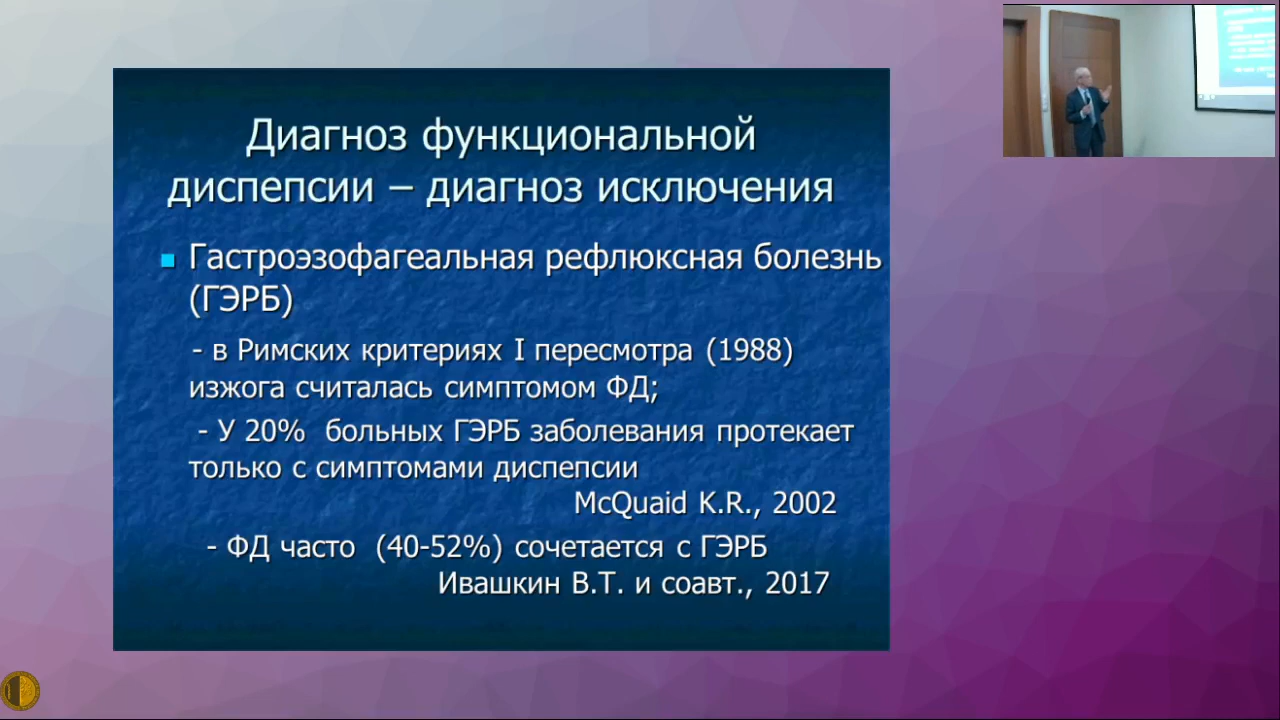 Диагноз функциональной
диспепсии – диагноз исключения
Гастроэзофагеальная рефлюксная болезнь
(ГЭРБ)
- в Римских критериях I пересмотра (1988)
изжога считалась симптомом ФД;
- У 20% больных ГЭРБ заболевания протекает
только с симптомами диспепсии
McQuaid K.R., 2002
- ФД часто (40-52%) сочетается с ГЭРБ
Ивашкин В.Т. и соавт., 2017